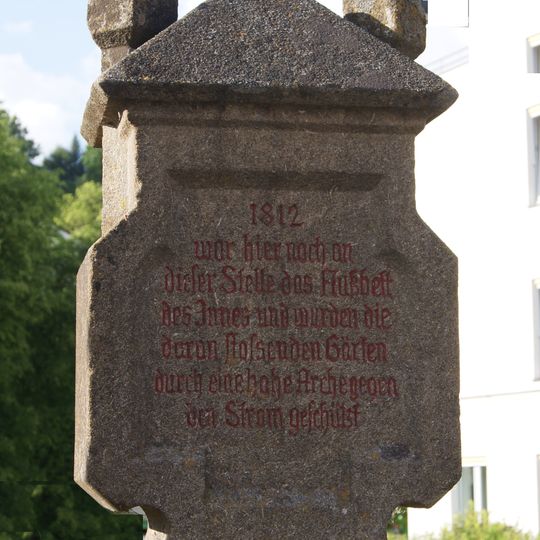 1812
war hier noch an
dieser Stelle das Flußbett
des Innes und wurden die
daran stossenden Gärten
durch eine hohe Arche gegen
den Strom geschützt